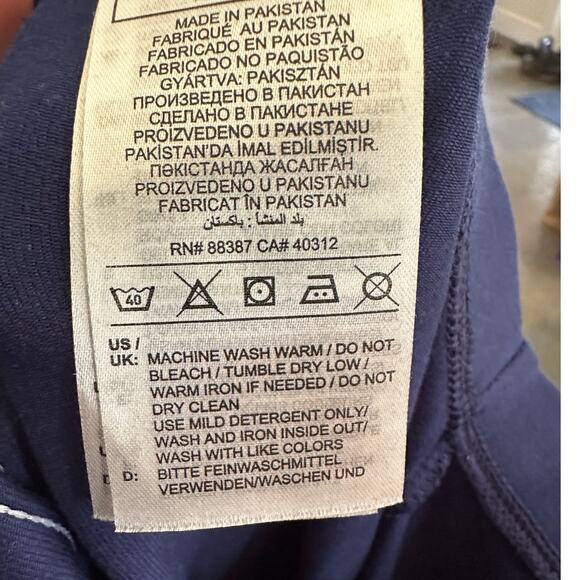 MADE IN PAKISTAN
FABRIQUÉ AU PAKISTAN
FABRICADO EN PAKISTÁN
FABRICADO NO PAQUISTÃO
GYÁRTVA: PAKISZTÁN
ПРОИЗВЕДЕНО В ПАКИСТАН
СДЕЛАНО В ПАКИСТАНЕ
PROIZVEDENO U PAKISTANU
PAKİSTAN'DA İMAL EDİLMİŞTİR.
ПӘКІСТАНДА ЖАСАЛҒАН
PROIZVEDENO U PAKISTANU
FABRICAT ÎN PAKISTAN
بلد المنشأ : باكستان
RN# 88387 CA# 40312
40
US /
UK: MACHINE WASH WARM / DO NOT
BLEACH / TUMBLE DRY LOW /
WARM IRON IF NEEDED / DO NOT
DRY CLEAN
USE MILD DETERGENT ONLY/
WASH AND IRON INSIDE OUT/
WASH WITH LIKE COLORS
D: BITTE FEINWASCHMITTEL
VERWENDEN/WASCHEN UND